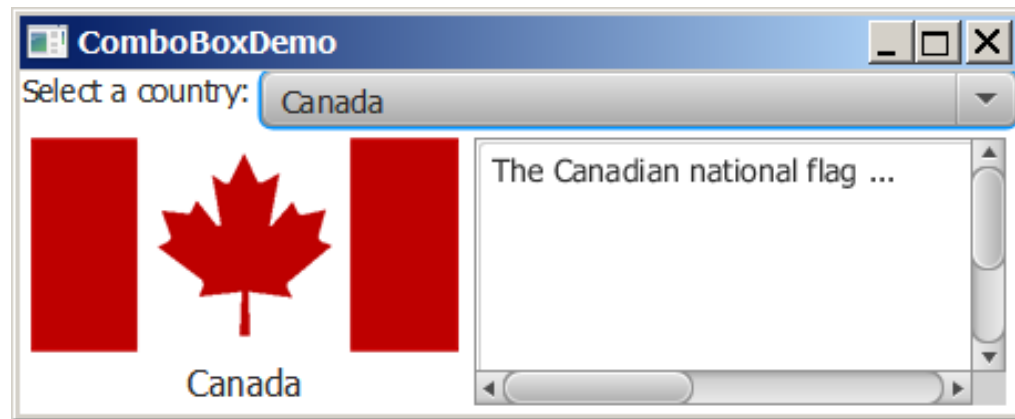 ComboBoxDemo
Select a country: Canada
The Canadian national flag ...
Canada